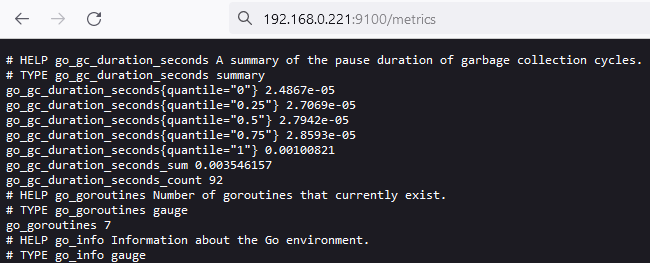 192.168.0.221:9100/metrics
# HELP go_gc_duration_seconds A summary of the pause duration of garbage collection cycles.
# TYPE go_gc_duration_seconds summary
go_gc_duration_seconds{quantile="0"} 2.4867e-05
go_gc_duration_seconds{quantile="0.25"} 2.7069e-05
go_gc_duration_seconds{quantile="0.5"} 2.7942e-05
go_gc_duration_seconds{quantile="0.75"} 2.8593e-05
go_gc_duration_seconds{quantile="1"} 0.00100821
go_gc_duration_seconds_sum 0.003546157
go_gc_duration_seconds_count 92
# HELP go_goroutines Number of goroutines that currently exist.
# TYPE go_goroutines gauge
go_goroutines 7
# HELP go_info Information about the Go environment.
# TYPE go_info gauge